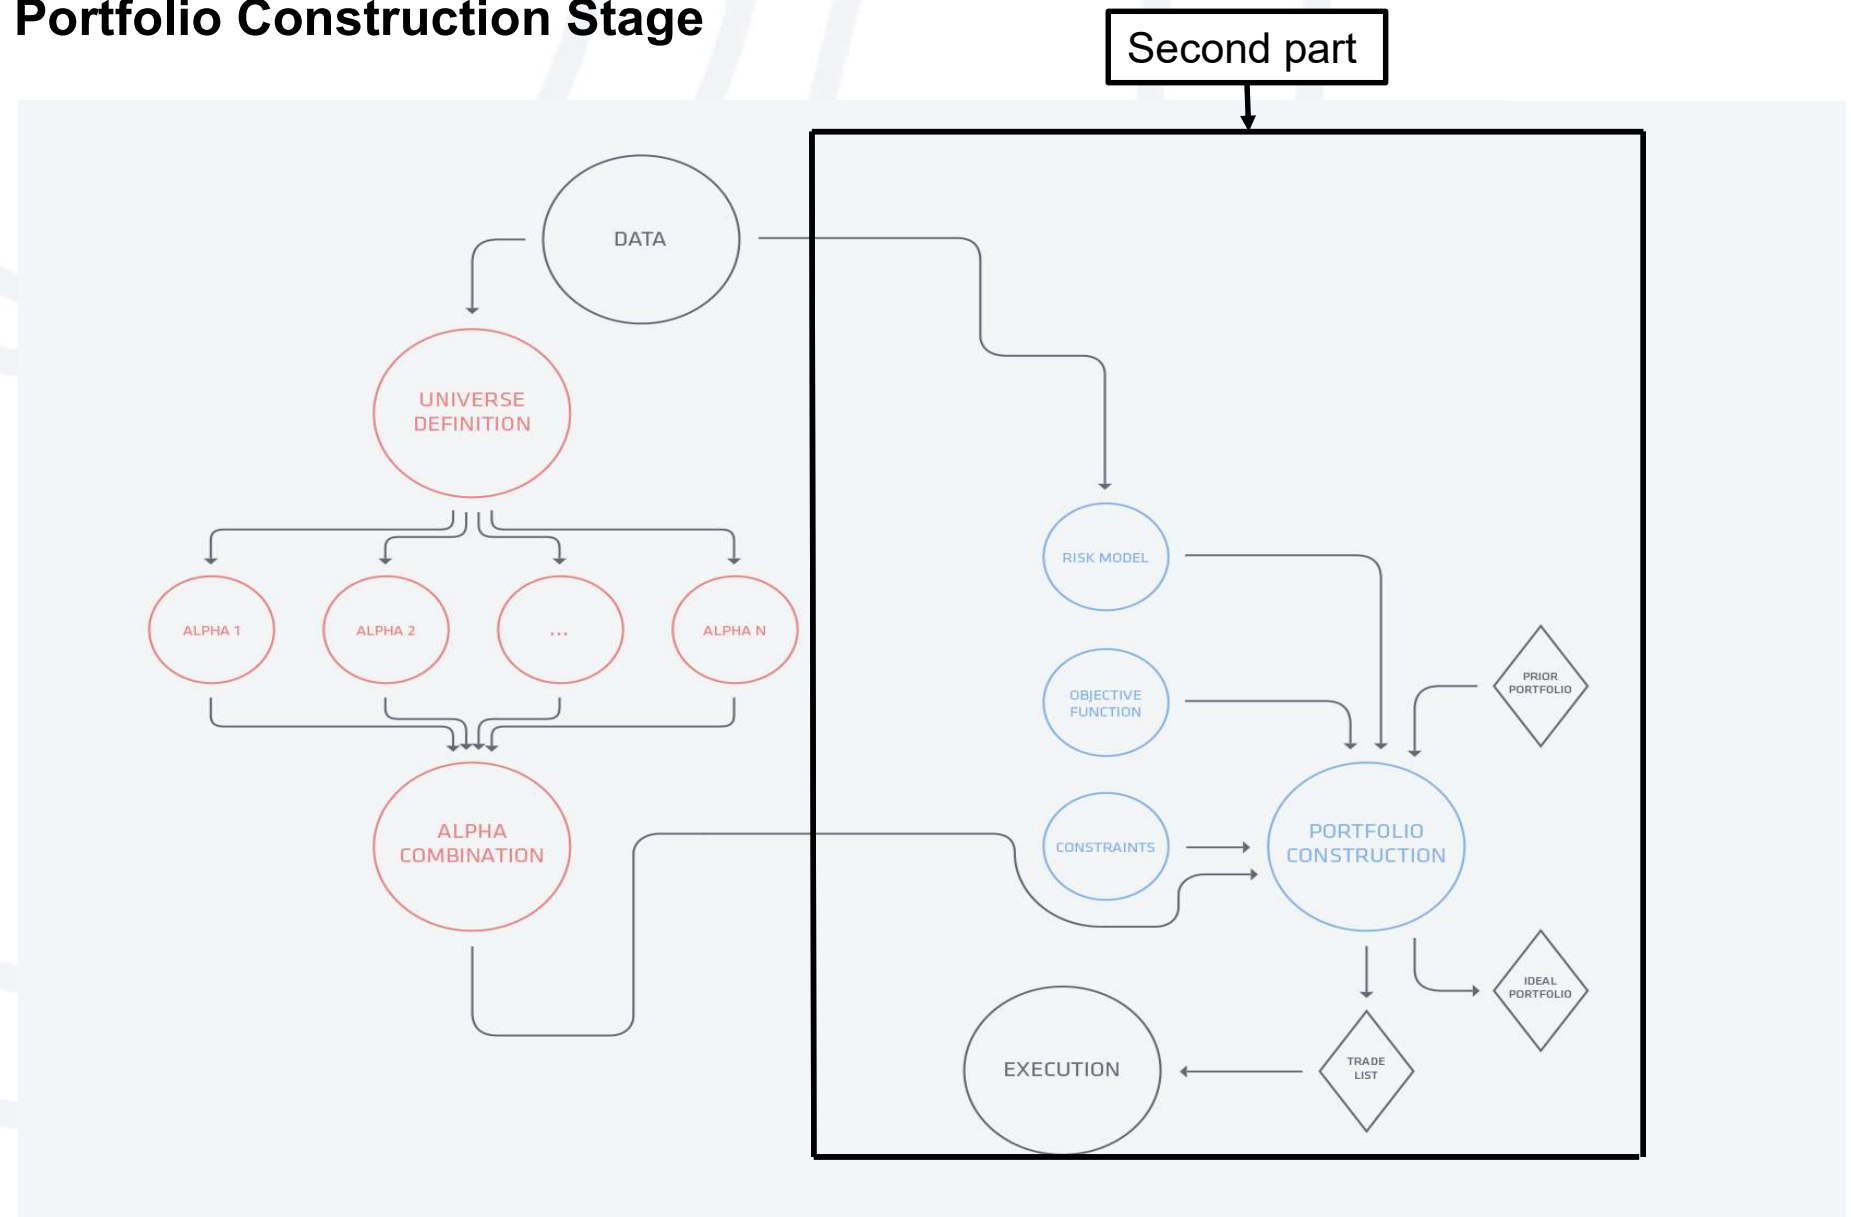 Portfolio Construction Stage
Second part
DATA
UNIVERSE
DEFINITION
ALPHA 1
ALPHA 2
...
ALPHA N
ALPHA
COMBINATION
RISK MODEL
OBJECTIVE
FUNCTION
CONSTRAINTS
PRIOR
PORTFOLIO
PORTFOLIO
CONSTRUCTION
IDEAL
PORTFOLIO
TRADE
LIST
EXECUTION